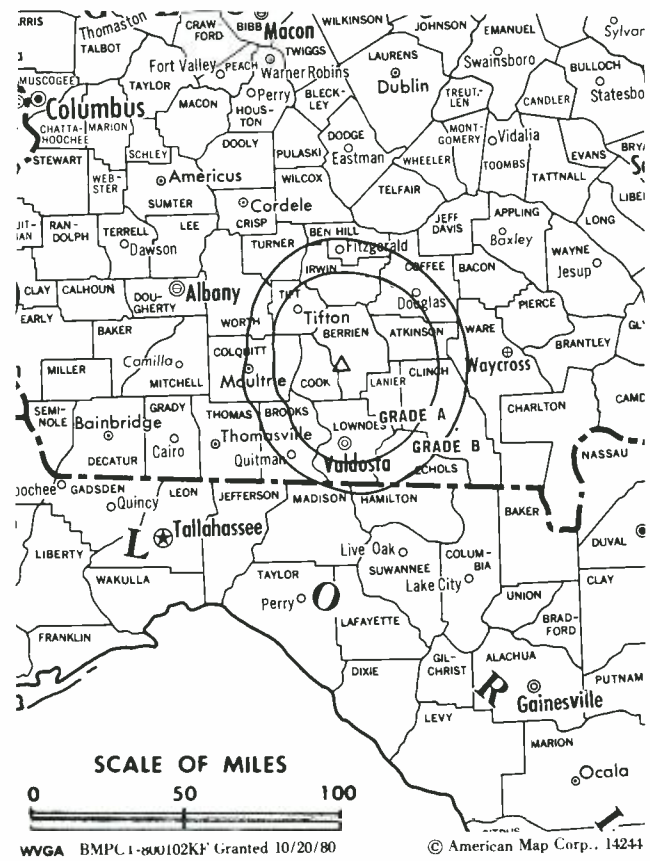 RRIS
Thomaston
TALBOT
CRAW-
FORD
BIBB
Macon
WILKINSON
JOHNSON
EMANUEL
TWIGGS
LAURENS
Swainsboro
Fort Valley
PEACH
Warner Robins
BULLOCH
MUSCOGEE
TAYLOR
Perry
BLECK-
LEY
Dublin
TREUT-
LEN
CANDLER
Columbus
MACON
HOUS-
TON
CHATTA-
HOOCHEE
MARION
DOOLY
DODGE
Eastman
MONT-
GOMERY
Vidalia
STEWART
SCHLEY
PULASKI
WHEELER
TOOMBS
EVANS
WEB-
STER
Americus
WILCOX
TATTNALL
SUMTER
Cordele
TELFAIR
RAN-
DOLPH
TERRELL
LEE
CRISP
JEFF
DAVIS
APPLING
LONG
Dawson
TURNER
BEN HILL
Fitzgerald
Baxley
WAYNE
Jesup
CLAY
CALHOUN
DOU-
GHERTY
Albany
IRWIN
COFFEE
BACON
EARLY
TIFT
Douglas
PIERCE
BAKER
WORTH
Tifton
BERRIEN
ATKINSON
WARE
BRANTLEY
Camilla
COLQUITT
Waycross
MILLER
MITCHELL
Moultrie
COOK
LANIER
CLINCH
CHARLTON
SEMI-
NOLE
Bainbridge
GRADY
THOMAS
BROOKS
LOWNDES
GRADE A
Thomasville
GRADE B
NASSAU
DECATUR
Cairo
Quitman
Valdosta
ECHOLS
GADSDEN
LEON
JEFFERSON
MADISON
HAMILTON
BAKER
Quincy
Tallahassee
L
DUVAL
LIBERTY
Live Oak
COLUM-
BIA
SUWANNEE
WAKULLA
TAYLOR
Lake City
CLAY
Perry
O
UNION
LAFAYETTE
BRAD-
FORD
FRANKLIN
DIXIE
GIL-
CHRIST
ALACHUA
PUTNAM
R
Gainesville
LEVY
MARION
SCALE OF MILES
Ocala
0 50 100
WVGA BMPCT-800102KF Granted 10/20/80
© American Map Corp., 14244